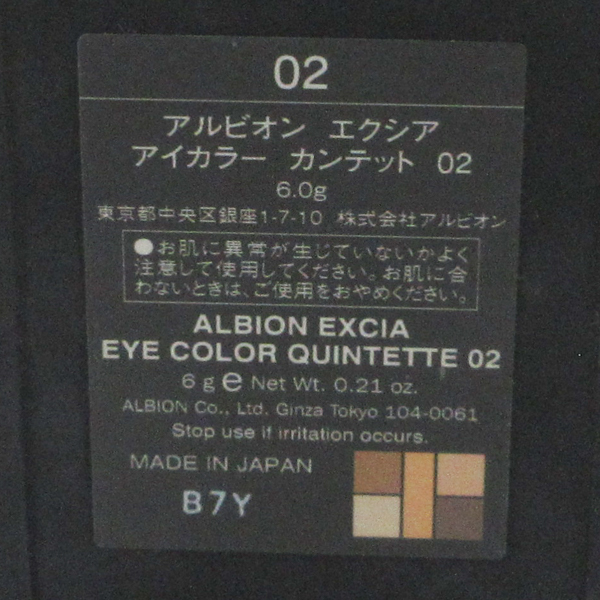 02
アルビオン エクシア
アイカラー カンテット 02
6.0g
東京都中央区銀座1-7-10 株式会社アルビオン
●お肌に異常が生じていないかよく
注意して使用してください。お肌に合
わないときは、ご使用をおやめください。
ALBION EXCIA
EYE COLOR QUINTETTE 02
6 g e Net Wt. 0.21 oz.
ALBION Co., Ltd. Ginza Tokyo 104-0061
Stop use if irritation occurs.
MADE IN JAPAN
B7Y